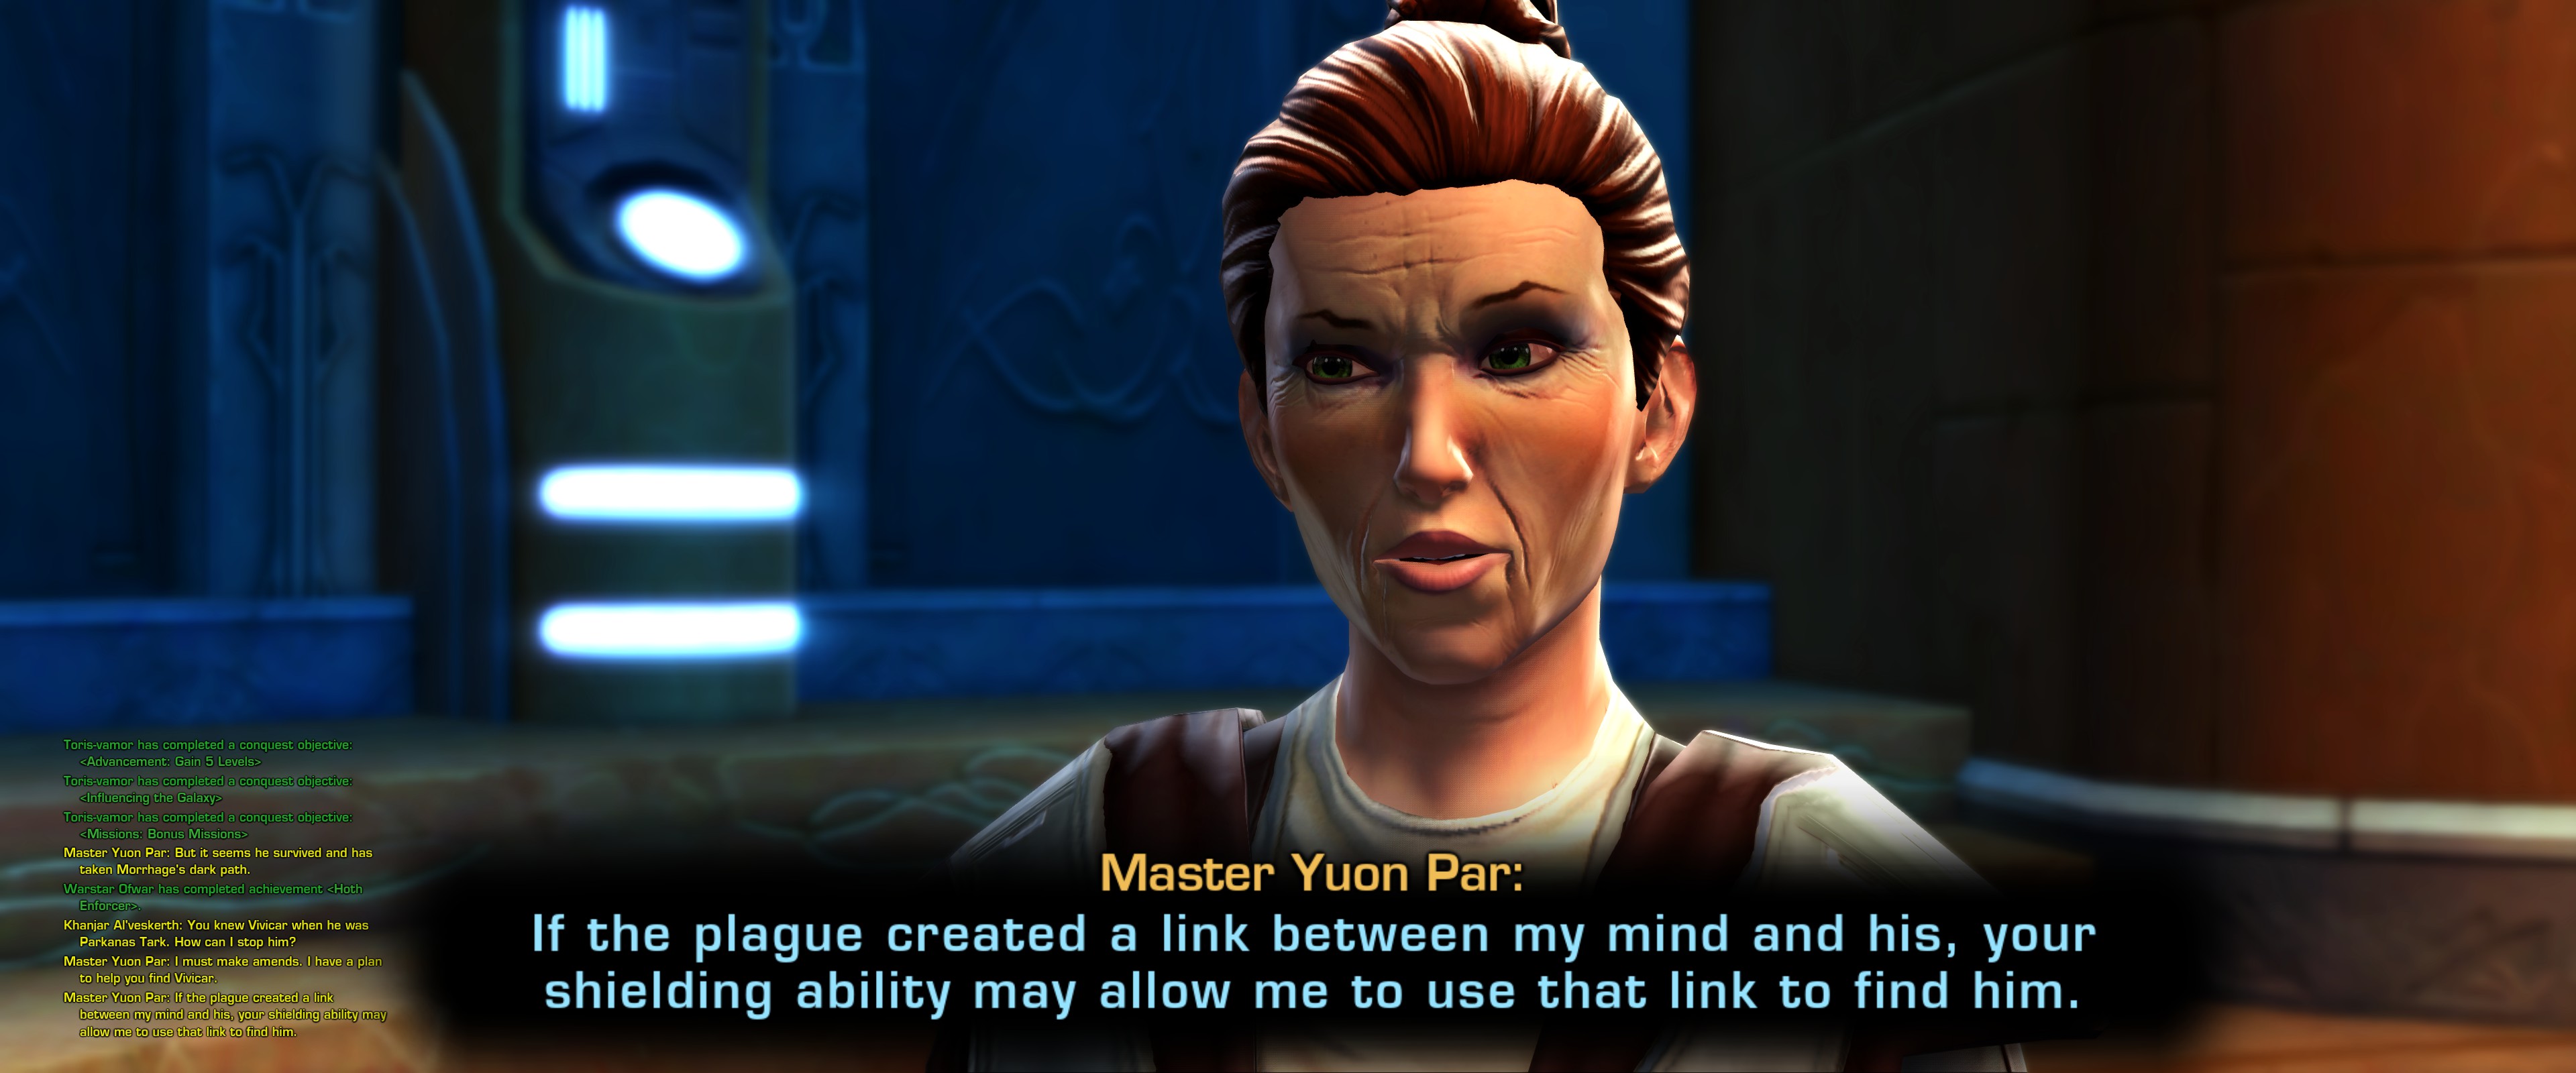 Toris-vamor has completed a conquest objective:
<Advancement: Gain 5 Levels>
Toris-vamor has completed a conquest objective:
<Influencing the Galaxy>
Toris-vamor has completed a conquest objective:
<Missions: Bonus Missions>
Master Yuon Par: But it seems he survived and has
taken Morrhage's dark path.
Warstar Ofwar has completed achievement <Hoth
Enforcer>.
Khanjar Al'veskerth: You knew Vivicar when he was
Parkanas Tark. How can I stop him?
Master Yuon Par: I must make amends. I have a plan
to help you find Vivicar.
Master Yuon Par: If the plague created a link
between my mind and his, your shielding ability may
allow me to use that link to find him.
Master Yuon Par:
If the plague created a link between my mind and his, your
shielding ability may allow me to use that link to find him.